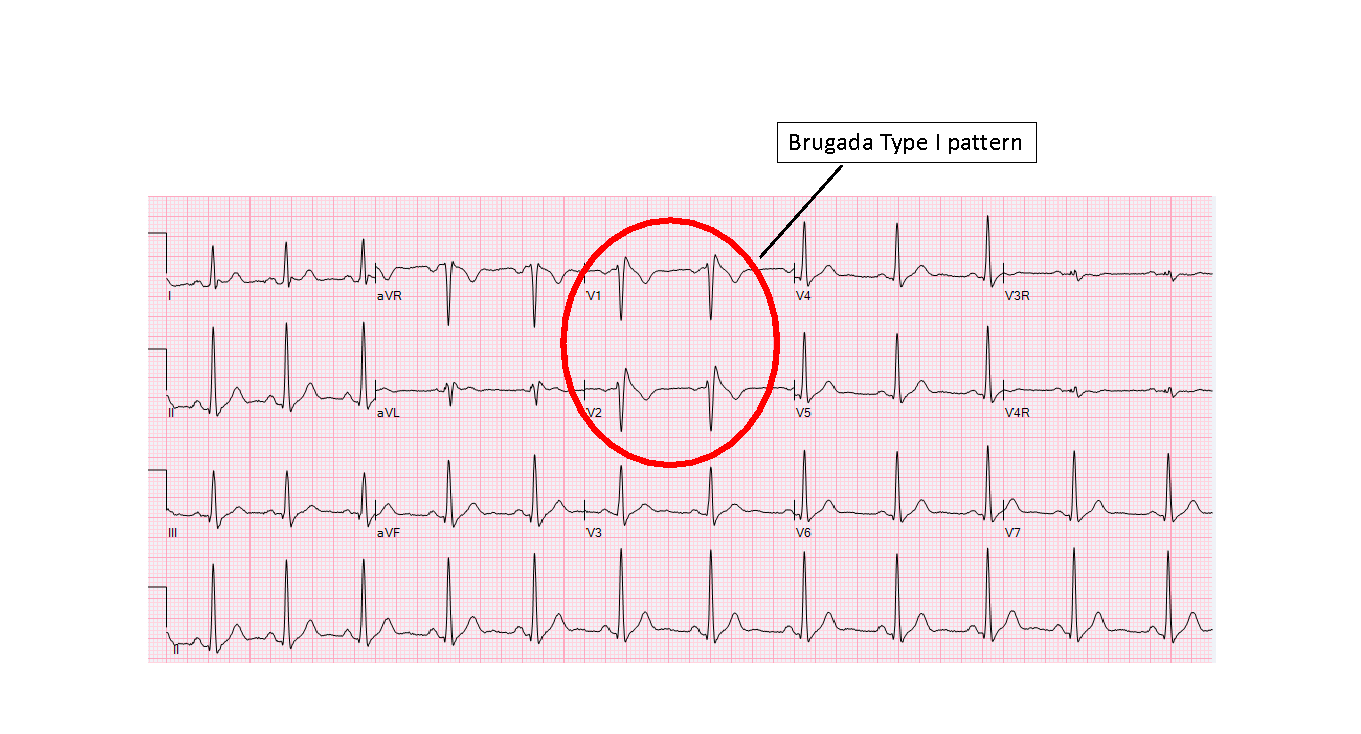 Brugada Type I pattern
I aVR V1 V4 V3R
II aVL V2 V5 V4R
III aVF V3 V6 V7
II